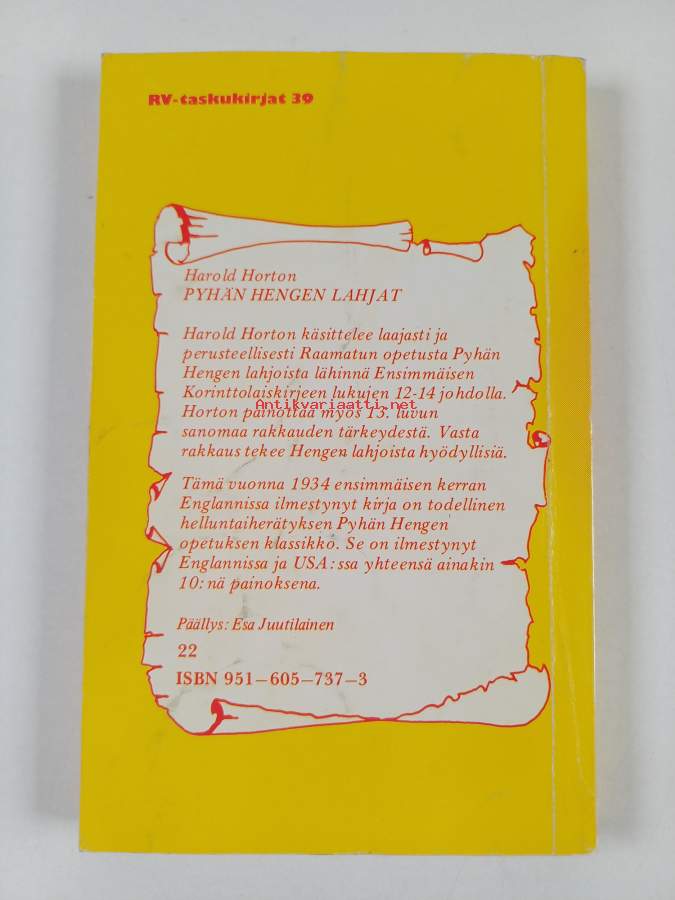 RV-taskukirjat 39
Harold Horton
PYHÄN HENGEN LAHJAT
Harold Horton käsittelee laajasti ja
perusteellisesti Raamatun opetusta Pyhän
Hengen lahjoista lähinnä Ensimmäisen
Korinttolaiskirjeen lukujen 12-14 johdolla.
Antikvariaatti.net
Horton painottaa myös 13. luvun
sanomaa rakkauden tärkeydestä. Vasta
rakkaus tekee Hengen lahjoista hyödyllisiä.
Tämä vuonna 1934 ensimmäisen kerran
Englannissa ilmestynyt kirja on todellinen
helluntaiherätyksen Pyhän Hengen
opetuksen klassikko. Se on ilmestynyt
Englannissa ja USA:ssa yhteensä ainakin
10:nä painoksena.
Päällys: Esa Juutilainen
22
ISBN 951-605-737-3